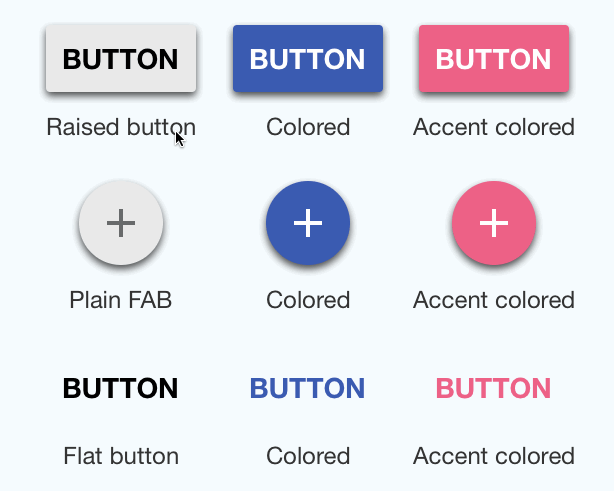 BUTTON BUTTON BUTTON
Raised button Colored Accent colored
+ + +
Plain FAB Colored Accent colored
BUTTON BUTTON BUTTON
Flat button Colored Accent colored